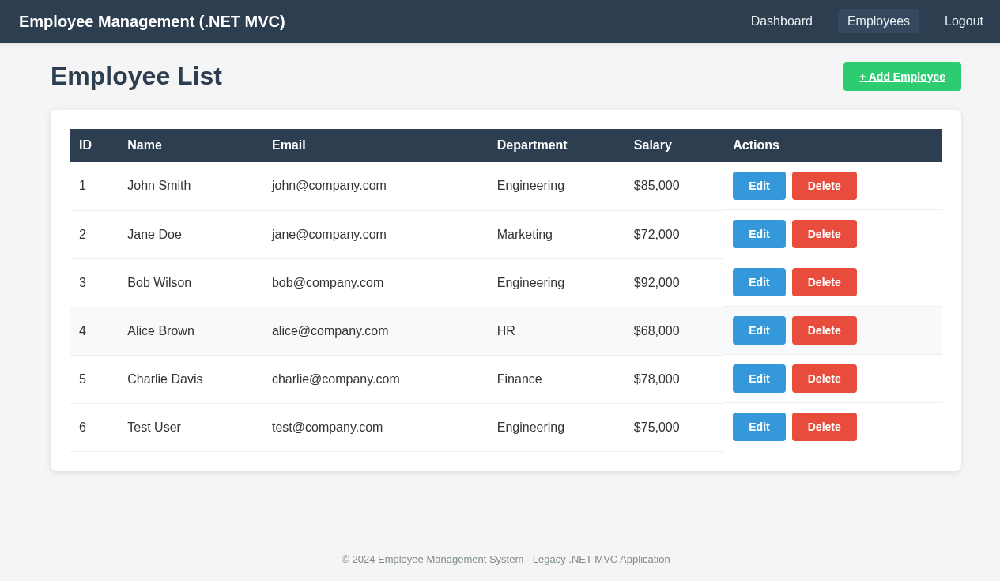 Employee Management (.NET MVC) Dashboard Employees Logout
Employee List + Add Employee
ID Name Email Department Salary Actions
1 John Smith john@company.com Engineering $85,000 Edit Delete
2 Jane Doe jane@company.com Marketing $72,000 Edit Delete
3 Bob Wilson bob@company.com Engineering $92,000 Edit Delete
4 Alice Brown alice@company.com HR $68,000 Edit Delete
5 Charlie Davis charlie@company.com Finance $78,000 Edit Delete
6 Test User test@company.com Engineering $75,000 Edit Delete
© 2024 Employee Management System - Legacy .NET MVC Application